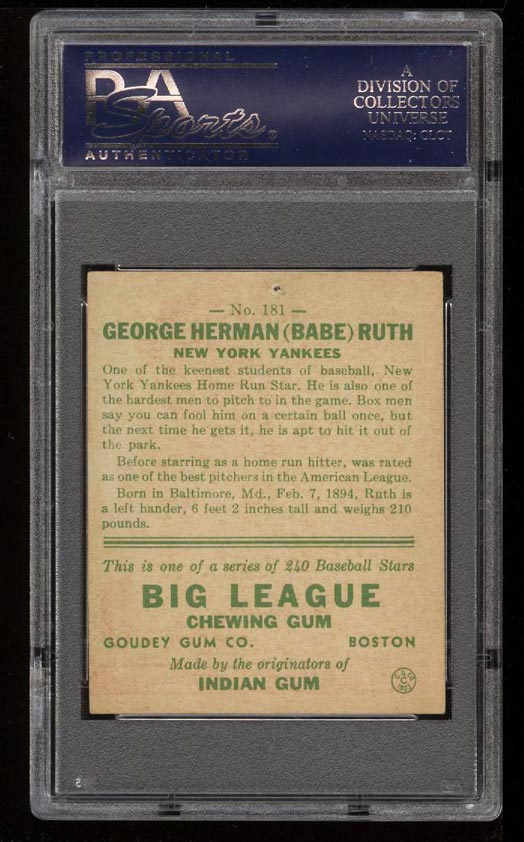 PROFESSIONAL
PSA
Sports®
AUTHENTICATOR
A
DIVISION OF
COLLECTORS
UNIVERSE
NASDAQ: CLCT
— No. 181 —
GEORGE HERMAN (BABE) RUTH
NEW YORK YANKEES
One of the keenest students of baseball, New
York Yankees Home Run Star. He is also one of
the hardest men to pitch to in the game. Box men
say you can fool him on a certain ball once, but
the next time he gets it, he is apt to hit it out of
the park.
Before starring as a home run hitter, was rated
as one of the best pitchers in the American League.
Born in Baltimore, Md., Feb. 7, 1894, Ruth is
a left hander, 6 feet 2 inches tall and weighs 210
pounds.
This is one of a series of 240 Baseball Stars
BIG LEAGUE
CHEWING GUM
GOUDEY GUM CO. BOSTON
Made by the originators of
INDIAN GUM